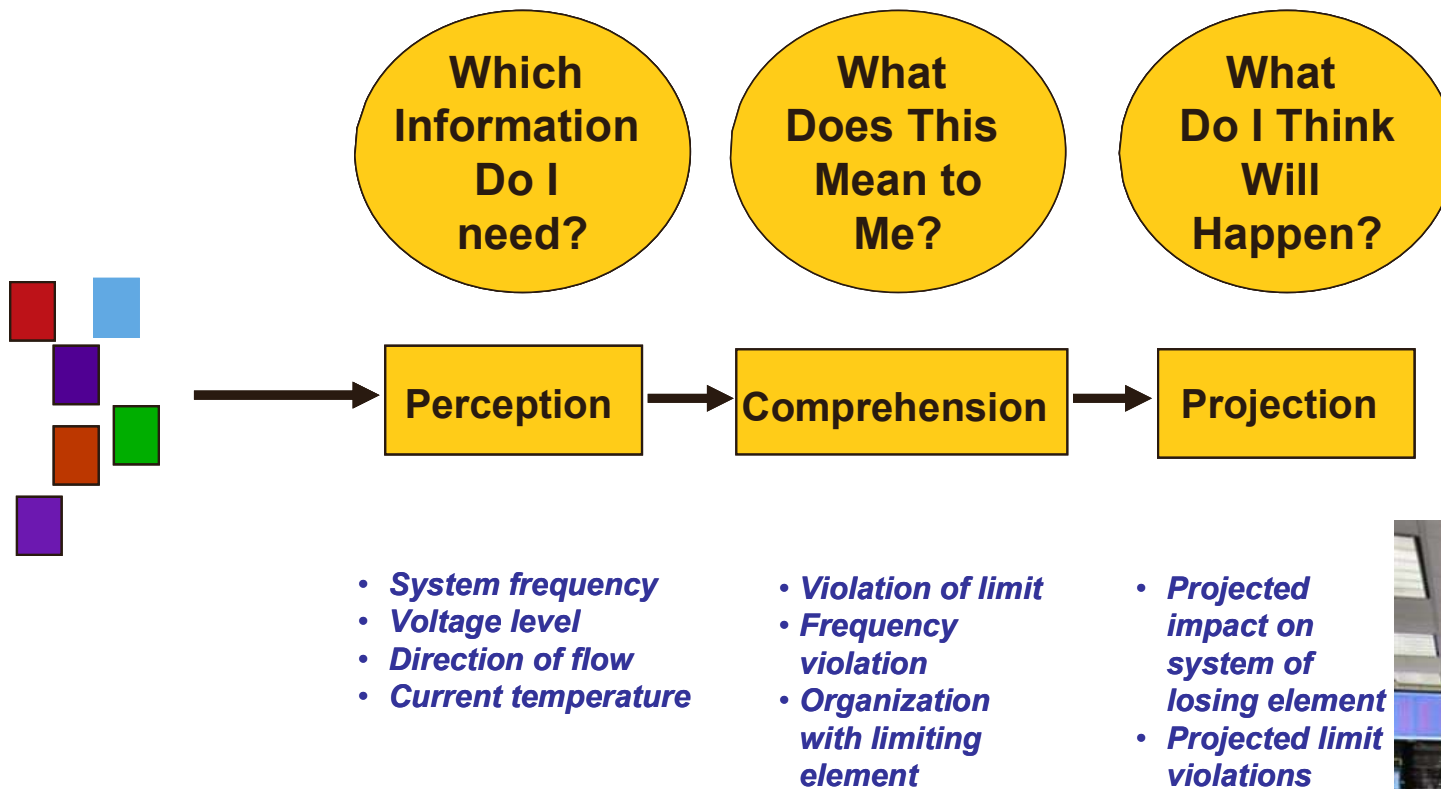 Which
Information
Do I
need?
What
Does This
Mean to
Me?
What
Do I Think
Will
Happen?
Perception
Comprehension
Projection
• System frequency
• Voltage level
• Direction of flow
• Current temperature
• Violation of limit
• Frequency
violation
• Organization
with limiting
element
• Projected
impact on
system of
losing element
• Projected limit
violations